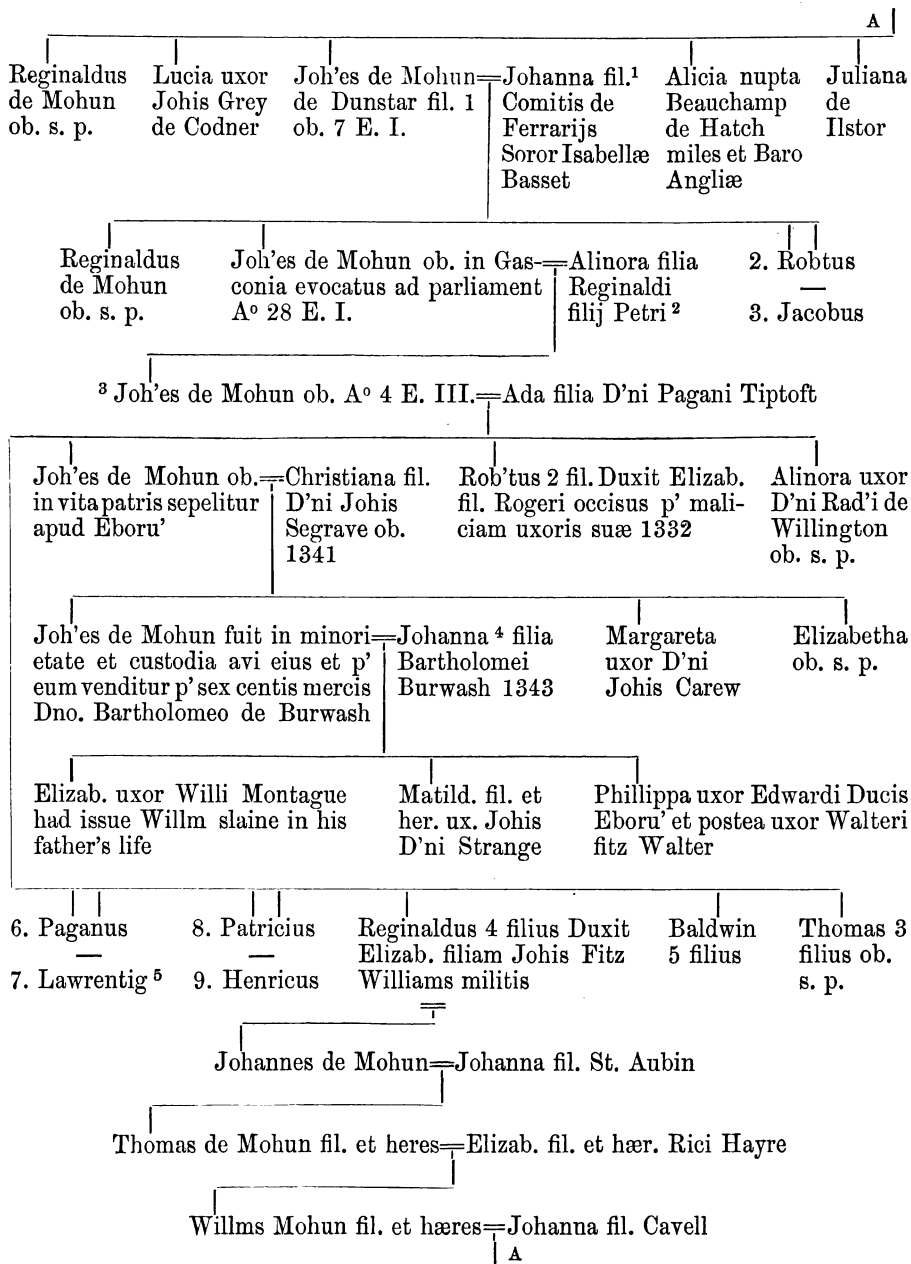 A
Reginaldus
de Mohun
ob. s. p.
Lucia uxor
Johis Grey
de Codner
Joh'es de Mohun=Johanna fil.¹
de Dunstar fil. 1
ob. 7 E. I.
Comitis de
Ferrarijs
Soror Isabellæ
Basset
Alicia nupta
Beauchamp
de Hatch
miles et Baro
Angliæ
Juliana
de
Ilstor
Reginaldus
de Mohun
ob. s. p.
Joh'es de Mohun ob. in Gas-=Alinora filia
conia evocatus ad parliament
Aº 28 E. I.
Reginaldi
filij Petri ²
2. Robtus
—
3. Jacobus
³ Joh'es de Mohun ob. Aº 4 E. III.=Ada filia D'ni Pagani Tiptoft
Joh'es de Mohun ob.=Christiana fil.
in vita patris sepelitur
apud Eboru'
D'ni Johis
Segrave ob.
1341
Rob'tus 2 fil. Duxit Elizab.
fil. Rogeri occisus p' mali-
ciam uxoris suæ 1332
Alinora uxor
D'ni Rad'i de
Willington
ob. s. p.
Joh'es de Mohun fuit in minori=Johanna ⁴ filia
etate et custodia avi eius et p'
eum venditur p' sex centis mercis
Dno. Bartholomeo de Burwash
Bartholomei
Burwash 1343
Margareta
uxor D'ni
Johis Carew
Elizabetha
ob. s. p.
Elizab. uxor Willi Montague
had issue Willm slaine in his
father's life
Matild. fil. et
her. ux. Johis
D'ni Strange
Phillippa uxor Edwardi Ducis
Eboru' et postea uxor Walteri
fitz Walter
6. Paganus
—
7. Lawrentig ⁵
8. Patricius
—
9. Henricus
Reginaldus 4 filius Duxit
Elizab. filiam Johis Fitz
Williams militis
Baldwin
5 filius
Thomas 3
filius ob.
s. p.
=
Johannes de Mohun=Johanna fil. St. Aubin
Thomas de Mohun fil. et heres=Elizab. fil. et hær. Rici Hayre
Willms Mohun fil. et hæres=Johanna fil. Cavell
A